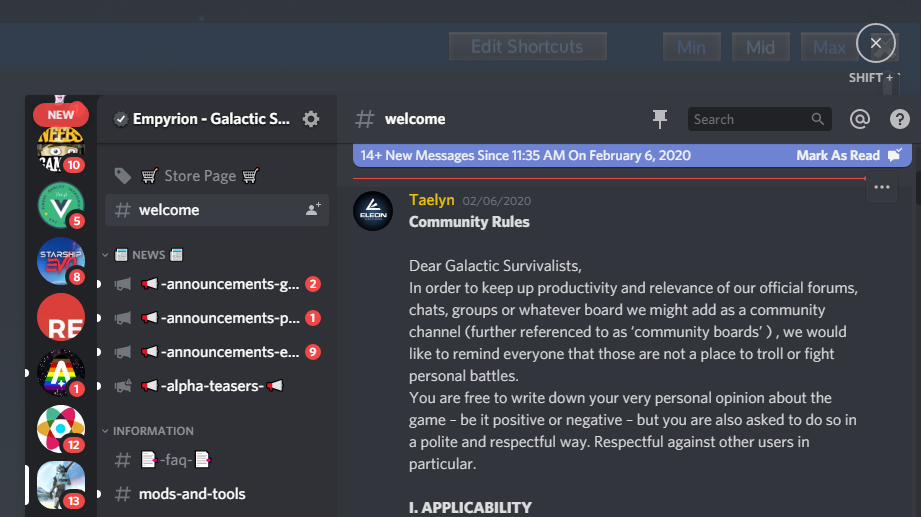 Edit Shortcuts
Min
Mid
Max
SHIFT +
NEW
NEEBS
GAMI
10
5
STARSHIP
EVO
8
RE
A
1
12
13
Empyrion - Galactic S...
Store Page
welcome
NEWS
-announcements-g...
2
-announcements-p...
1
-announcements-e...
9
-alpha-teasers-
INFORMATION
-faq-
mods-and-tools
# welcome
Search
14+ New Messages Since 11:35 AM On February 6, 2020
Mark As Read
ELEON
Taelyn 02/06/2020
Community Rules
Dear Galactic Survivalists,
In order to keep up productivity and relevance of our official forums,
chats, groups or whatever board we might add as a community
channel (further referenced to as ‘community boards’ ) , we would
like to remind everyone that those are not a place to troll or fight
personal battles.
You are free to write down your very personal opinion about the
game – be it positive or negative – but you are also asked to do so in
a polite and respectful way. Respectful against other users in
particular.
I. APPLICABILITY